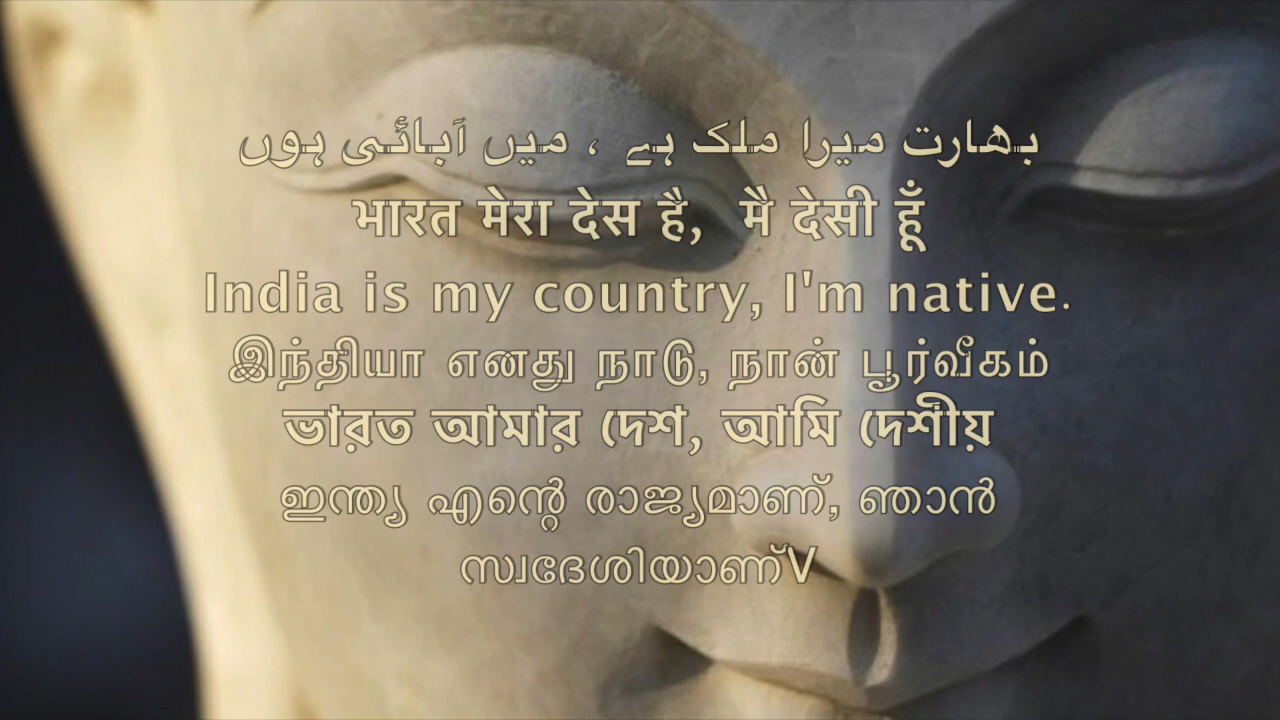 بھارت میرا ملک ہے ، میں آبائی ہوں
भारत मेरा देस है, मै देसी हूँ
India is my country, I'm native.
இந்தியா எனது நாடு, நான் பூர்வீகம்
ভারত আমার দেশ, আমি দেশীয়
ഇന്ത്യ എന്റെ രാജ്യമാണ്, ഞാൻ
സ്വദേശിയാണ്V